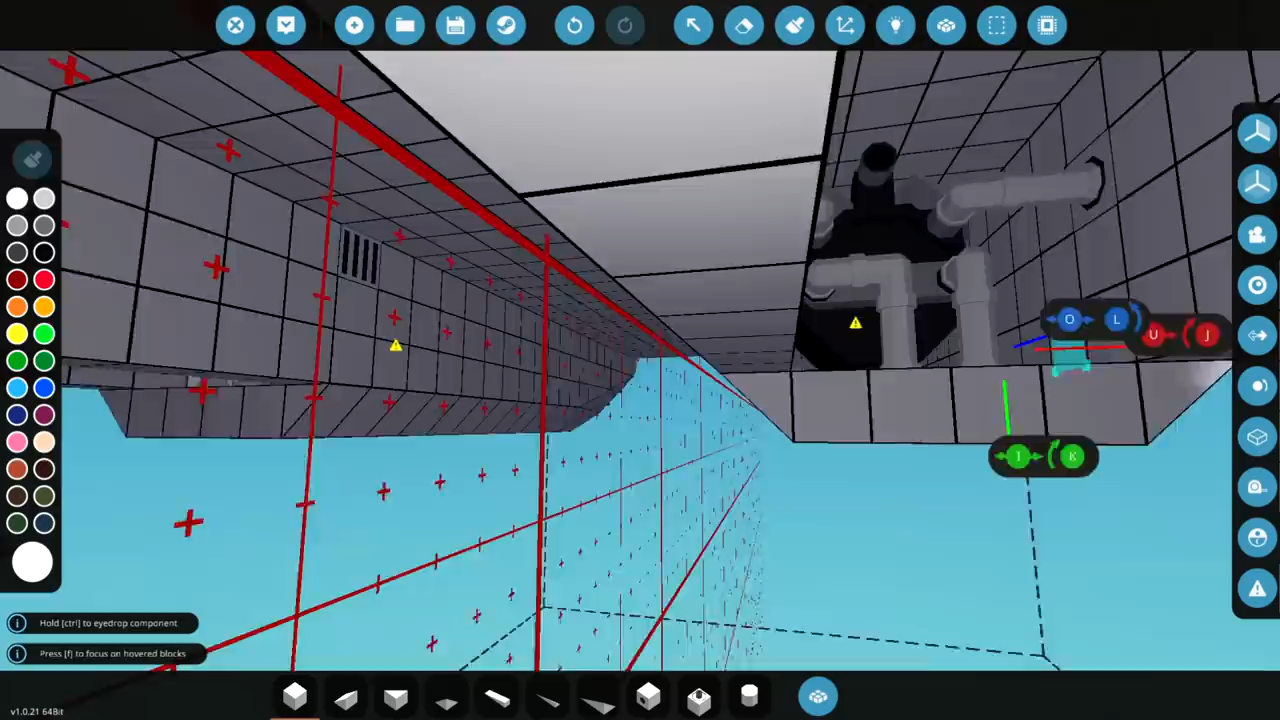 O L
U J
I K
Hold [ctrl] to eyedrop component
Press [f] to focus on hovered blocks
v1.0.21 64Bit